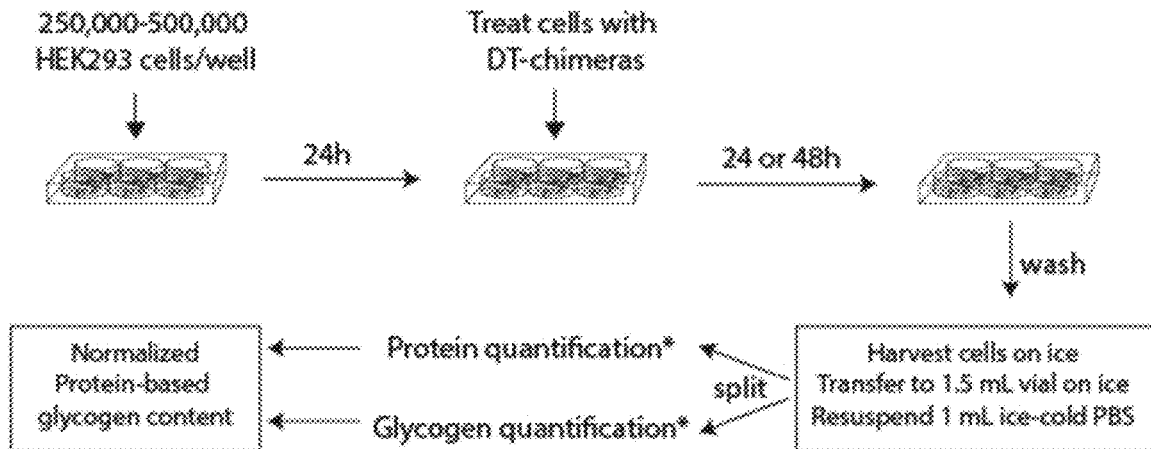 250,000-500,000
HEK293 cells/well
Treat cells with
DT-chimeras
24h
24 or 48h
wash
Harvest cells on ice
Transfer to 1.5 mL vial on ice
Resuspend 1 mL ice-cold PBS
split
Protein quantification*
Glycogen quantification*
Normalized
Protein-based
glycogen content